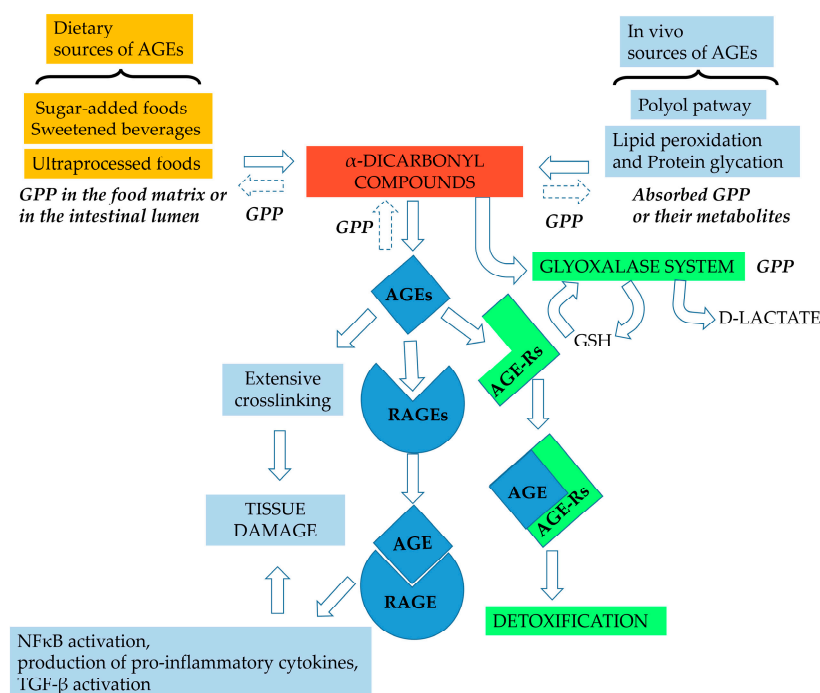 Dietary
sources of AGEs
In vivo
sources of AGEs
Sugar-added foods
Sweetened beverages
Polyol patway
Ultraprocessed foods
Lipid peroxidation
and Protein glycation
α-DICARBONYL
COMPOUNDS
GPP in the food matrix or
in the intestinal lumen
GPP
GPP
GPP
Absorbed GPP
or their metabolites
GLYOXALASE SYSTEM
GPP
AGEs
D-LACTATE
GSH
AGE-Rs
Extensive
crosslinking
RAGEs
AGE
AGE-Rs
TISSUE
DAMAGE
AGE
RAGE
DETOXIFICATION
NFκB activation,
production of pro-inflammatory cytokines,
TGF-β activation